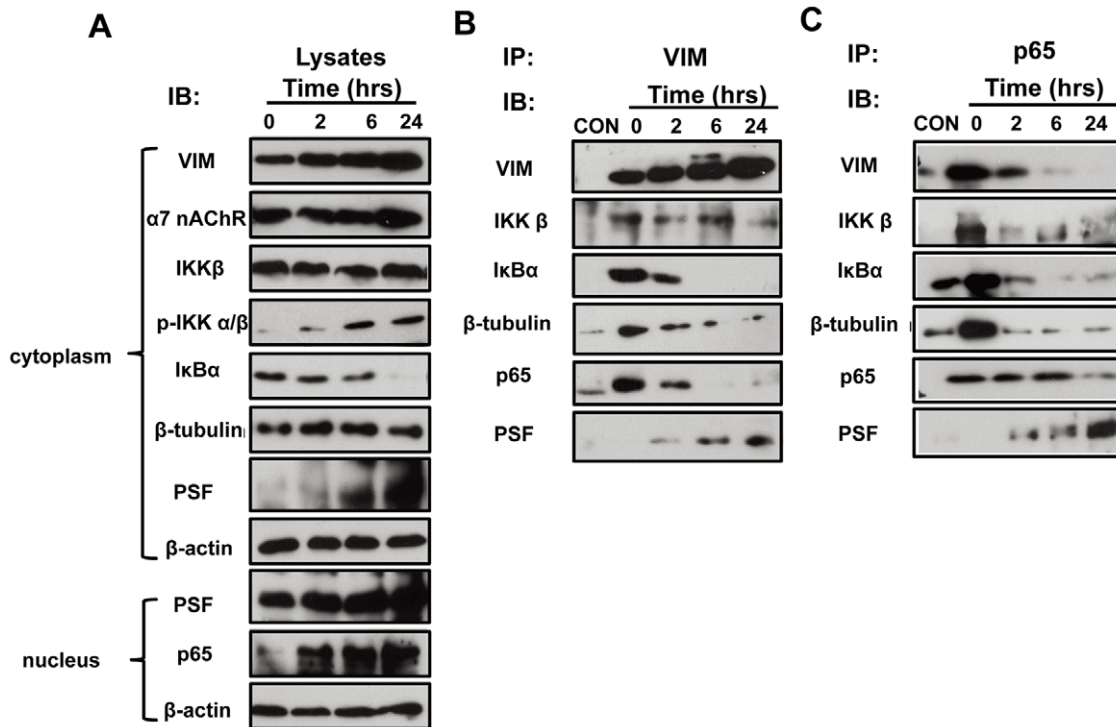 A
Lysates
Time (hrs)
IB:
0 2 6 24
cytoplasm
VIM
α7 nAChR
IKKβ
p-IKK α/β
IκBα
β-tubulin
PSF
β-actin
nucleus
PSF
p65
β-actin
B
IP: VIM
IB: Time (hrs)
CON 0 2 6 24
VIM
IKK β
IκBα
β-tubulin
p65
PSF
C
IP: p65
IB: Time (hrs)
CON 0 2 6 24
VIM
IKK β
IκBα
β-tubulin
p65
PSF